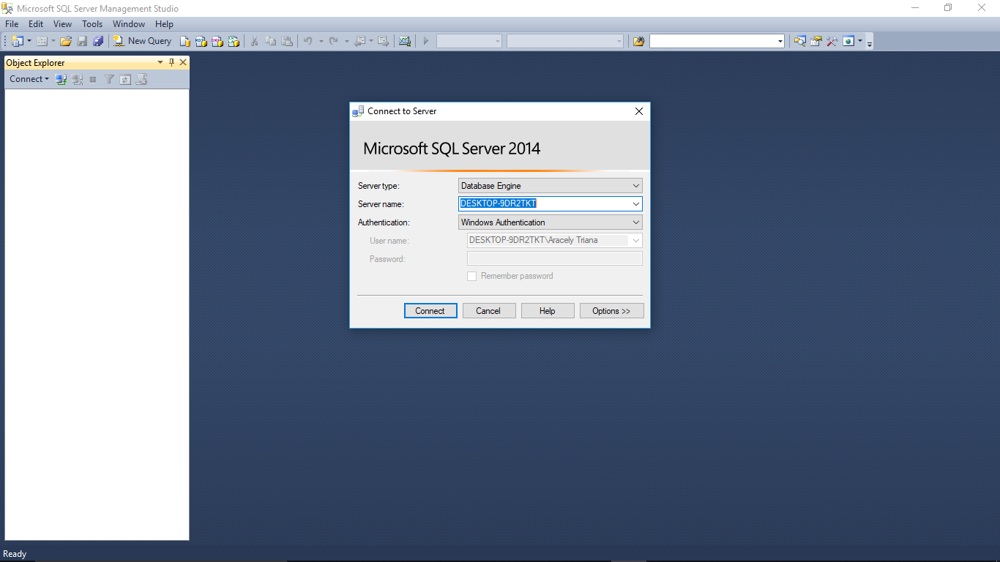 Microsoft SQL Server Management Studio
File Edit View Tools Window Help
New Query
Object Explorer
Connect
Connect to Server
Microsoft SQL Server 2014
Server type: Database Engine
Server name: DESKTOP-9DR2TKT
Authentication: Windows Authentication
User name: DESKTOP-9DR2TKT\Aracely Triana
Password:
Remember password
Connect Cancel Help Options >>
Ready